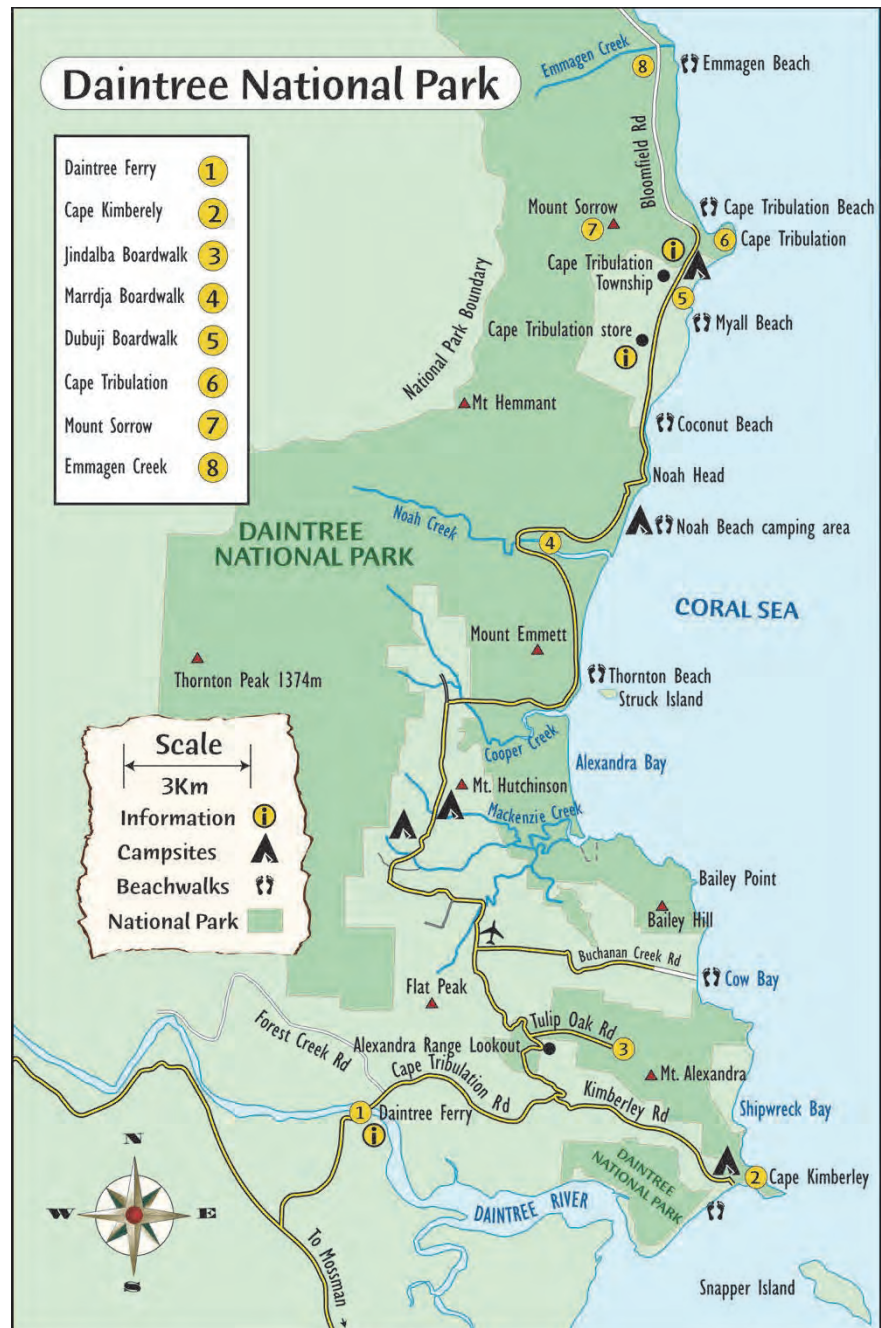 Daintree National Park
Daintree Ferry 1
Cape Kimberely 2
Jindalba Boardwalk 3
Marrdja Boardwalk 4
Dubuji Boardwalk 5
Cape Tribulation 6
Mount Sorrow 7
Emmagen Creek 8
Emmagen Creek
8
Emmagen Beach
Bloomfield Rd
Mount Sorrow
7
Cape Tribulation Beach
6
Cape Tribulation
i
Cape Tribulation
Township
5
Myall Beach
Cape Tribulation store
i
National Park Boundary
Mt Hemmant
Coconut Beach
Noah Head
Noah Creek
4
Noah Beach camping area
DAINTREE
NATIONAL PARK
CORAL SEA
Mount Emmett
Thornton Peak 1374m
Thornton Beach
Struck Island
Cooper Creek
Alexandra Bay
Mt. Hutchinson
Mackenzie Creek
Scale
3Km
Information i
Campsites
Beachwalks
National Park
Bailey Point
Bailey Hill
Buchanan Creek Rd
Cow Bay
Flat Peak
Tulip Oak Rd
Forest Creek Rd
Alexandra Range Lookout
3
Cape Tribulation Rd
Mt. Alexandra
Kimberley Rd
Shipwreck Bay
1
Daintree Ferry
i
DAINTREE
NATIONAL PARK
2
Cape Kimberley
DAINTREE RIVER
N
W
E
S
To Mossman
Snapper Island